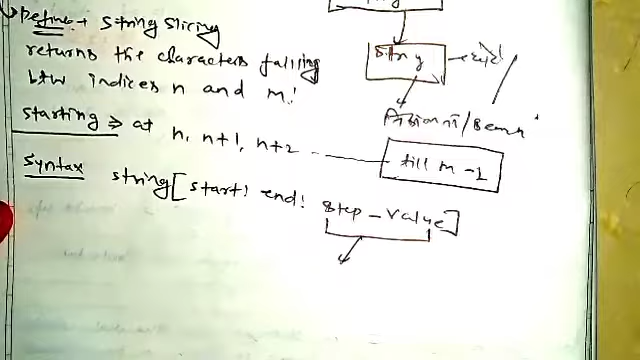 Define → string slicing
returns the characters falling
btw indices n and m!
starting ⇒ at n, n+1, n+2 ... till m-1
Syntax string[start: end: step-value]
string